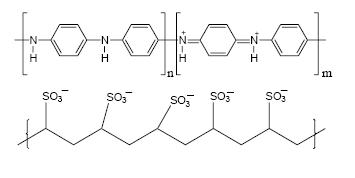 N H N H n N + H N + H m
SO₃⁻ SO₃⁻ SO₃⁻ SO₃⁻ SO₃⁻